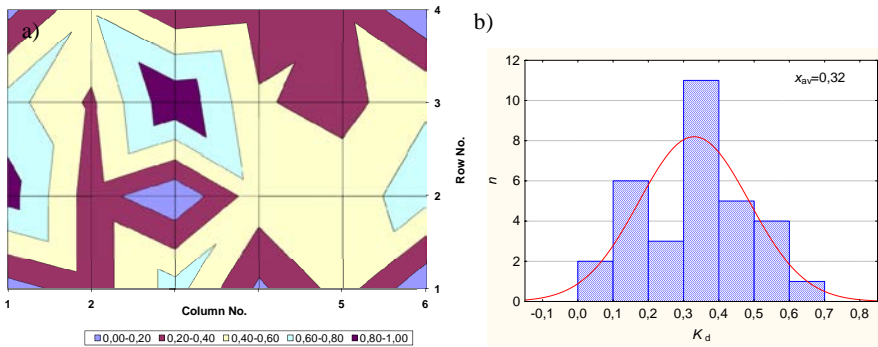 a)
4
3
2
1
Row No.
1 2 5 6
Column No.
0,00-0,20 0,20-0,40 0,40-0,60 0,60-0,80 0,80-1,00
b)
12
10
8
6
4
2
0
n
x_av=0,32
-0,1 0,0 0,1 0,2 0,3 0,4 0,5 0,6 0,7 0,8
K_d